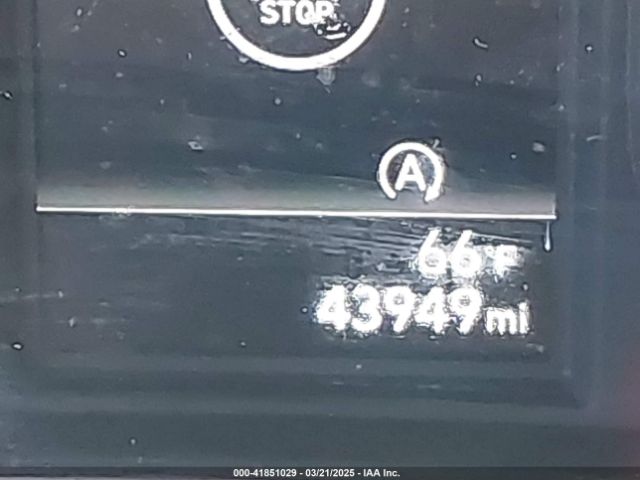 STOP
A
66°F
43949 mi
000-41851029 - 03/21/2025 - IAA Inc.